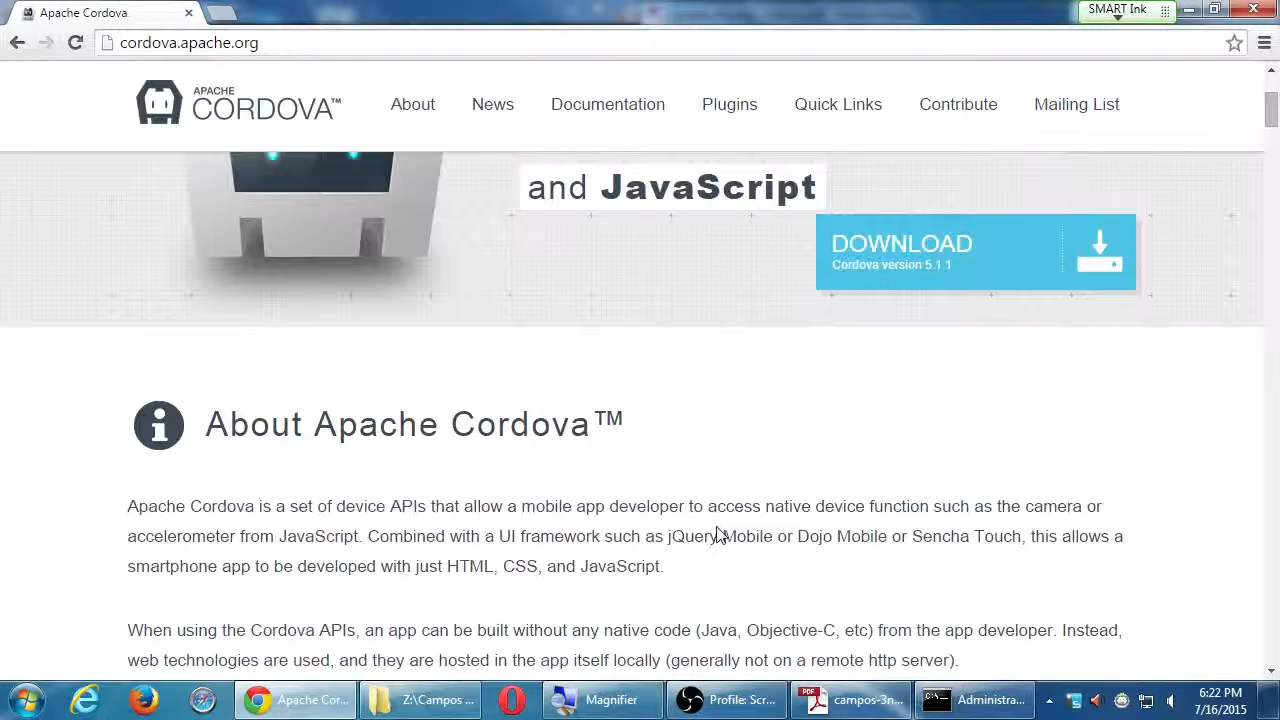 Apache Cordova
SMART Ink
cordova.apache.org
APACHE
CORDOVA™
About
News
Documentation
Plugins
Quick Links
Contribute
Mailing List
and JavaScript
DOWNLOAD
Cordova version 5.1.1
About Apache Cordova™
Apache Cordova is a set of device APIs that allow a mobile app developer to access native device function such as the camera or
accelerometer from JavaScript. Combined with a UI framework such as jQuery Mobile or Dojo Mobile or Sencha Touch, this allows a
smartphone app to be developed with just HTML, CSS, and JavaScript.
When using the Cordova APIs, an app can be built without any native code (Java, Objective-C, etc) from the app developer. Instead,
web technologies are used, and they are hosted in the app itself locally (generally not on a remote http server).
Apache Cor...
Z:\Campos ...
Magnifier
Profile: Scr...
PDF
campos-3n...
C:\
Administra...
6:22 PM
7/16/2015